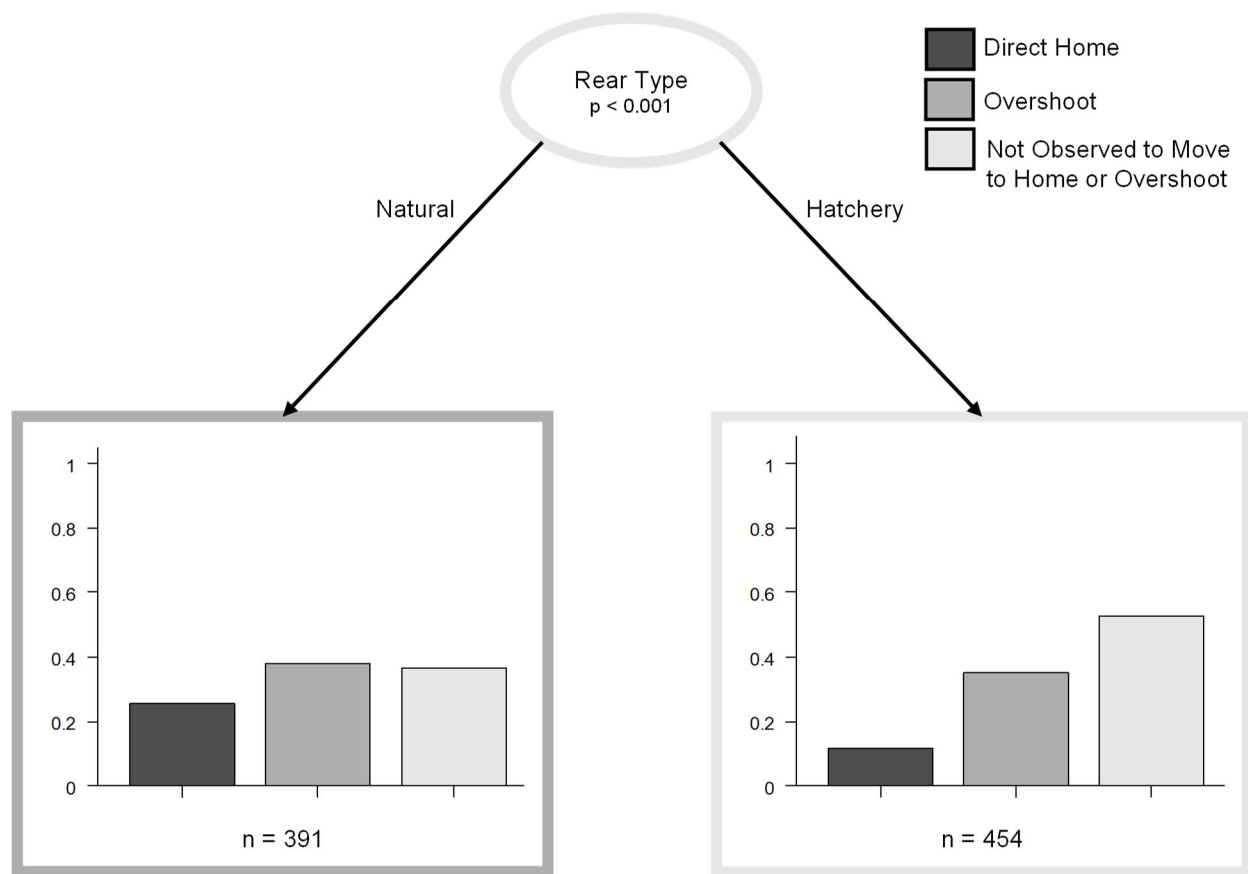 Rear Type
p < 0.001
Direct Home
Overshoot
Not Observed to Move
to Home or Overshoot
Natural
Hatchery
1
0.8
0.6
0.4
0.2
0
n = 391
1
0.8
0.6
0.4
0.2
0
n = 454